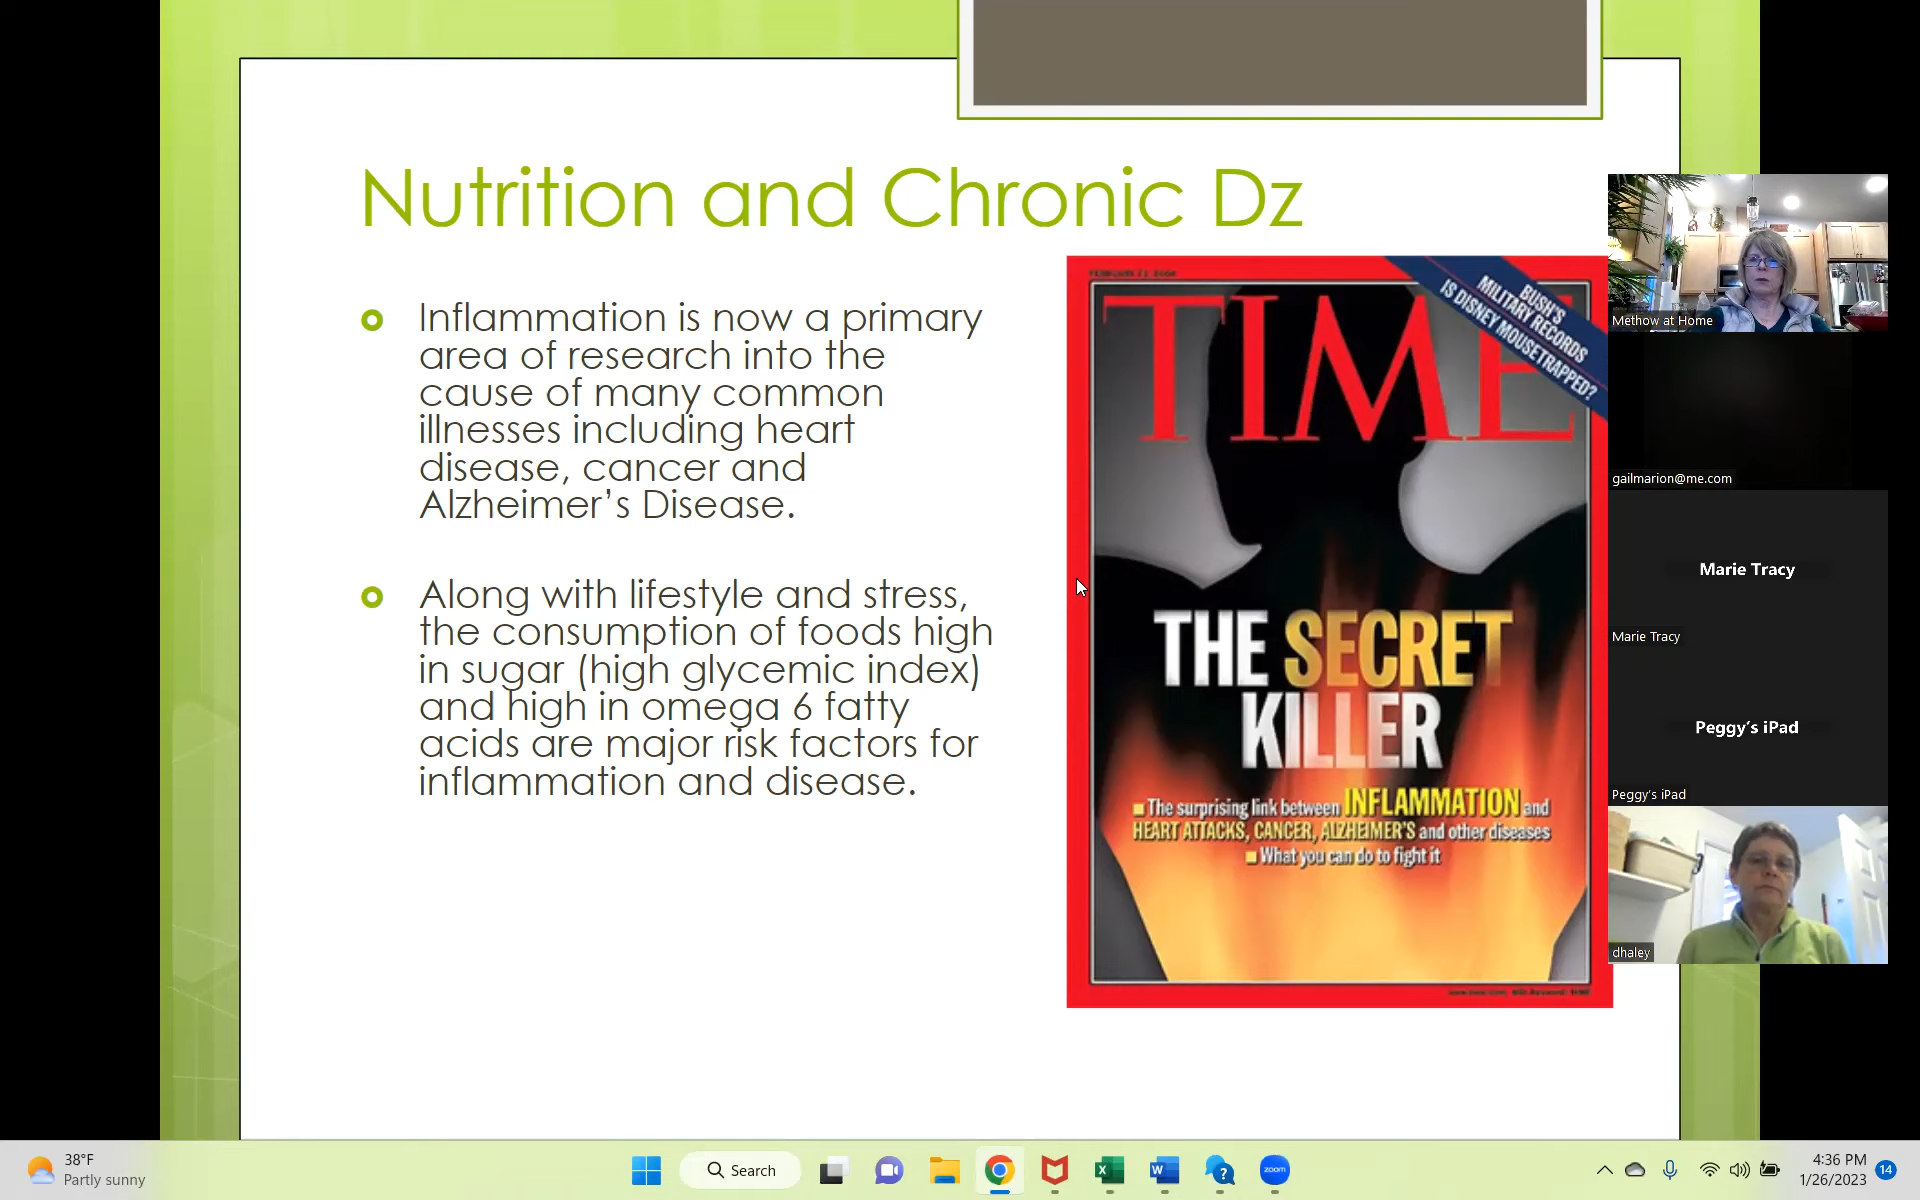 Nutrition and Chronic Dz
Inflammation is now a primary
area of research into the
cause of many common
illnesses including heart
disease, cancer and
Alzheimer’s Disease.
Along with lifestyle and stress,
the consumption of foods high
in sugar (high glycemic index)
and high in omega 6 fatty
acids are major risk factors for
inflammation and disease.
TIME
BUSH'S
MILITARY RECORDS
IS DISNEY MOUSETRAPPED?
THE SECRET
KILLER
The surprising link between INFLAMMATION and
HEART ATTACKS, CANCER, ALZHEIMER'S and other diseases
What you can do to fight it
Methow at Home
gailmarion@me.com
Marie Tracy
Marie Tracy
Peggy’s iPad
Peggy's iPad
dhaley
38°F
Partly sunny
Search
W
zoom
4:36 PM
1/26/2023
14